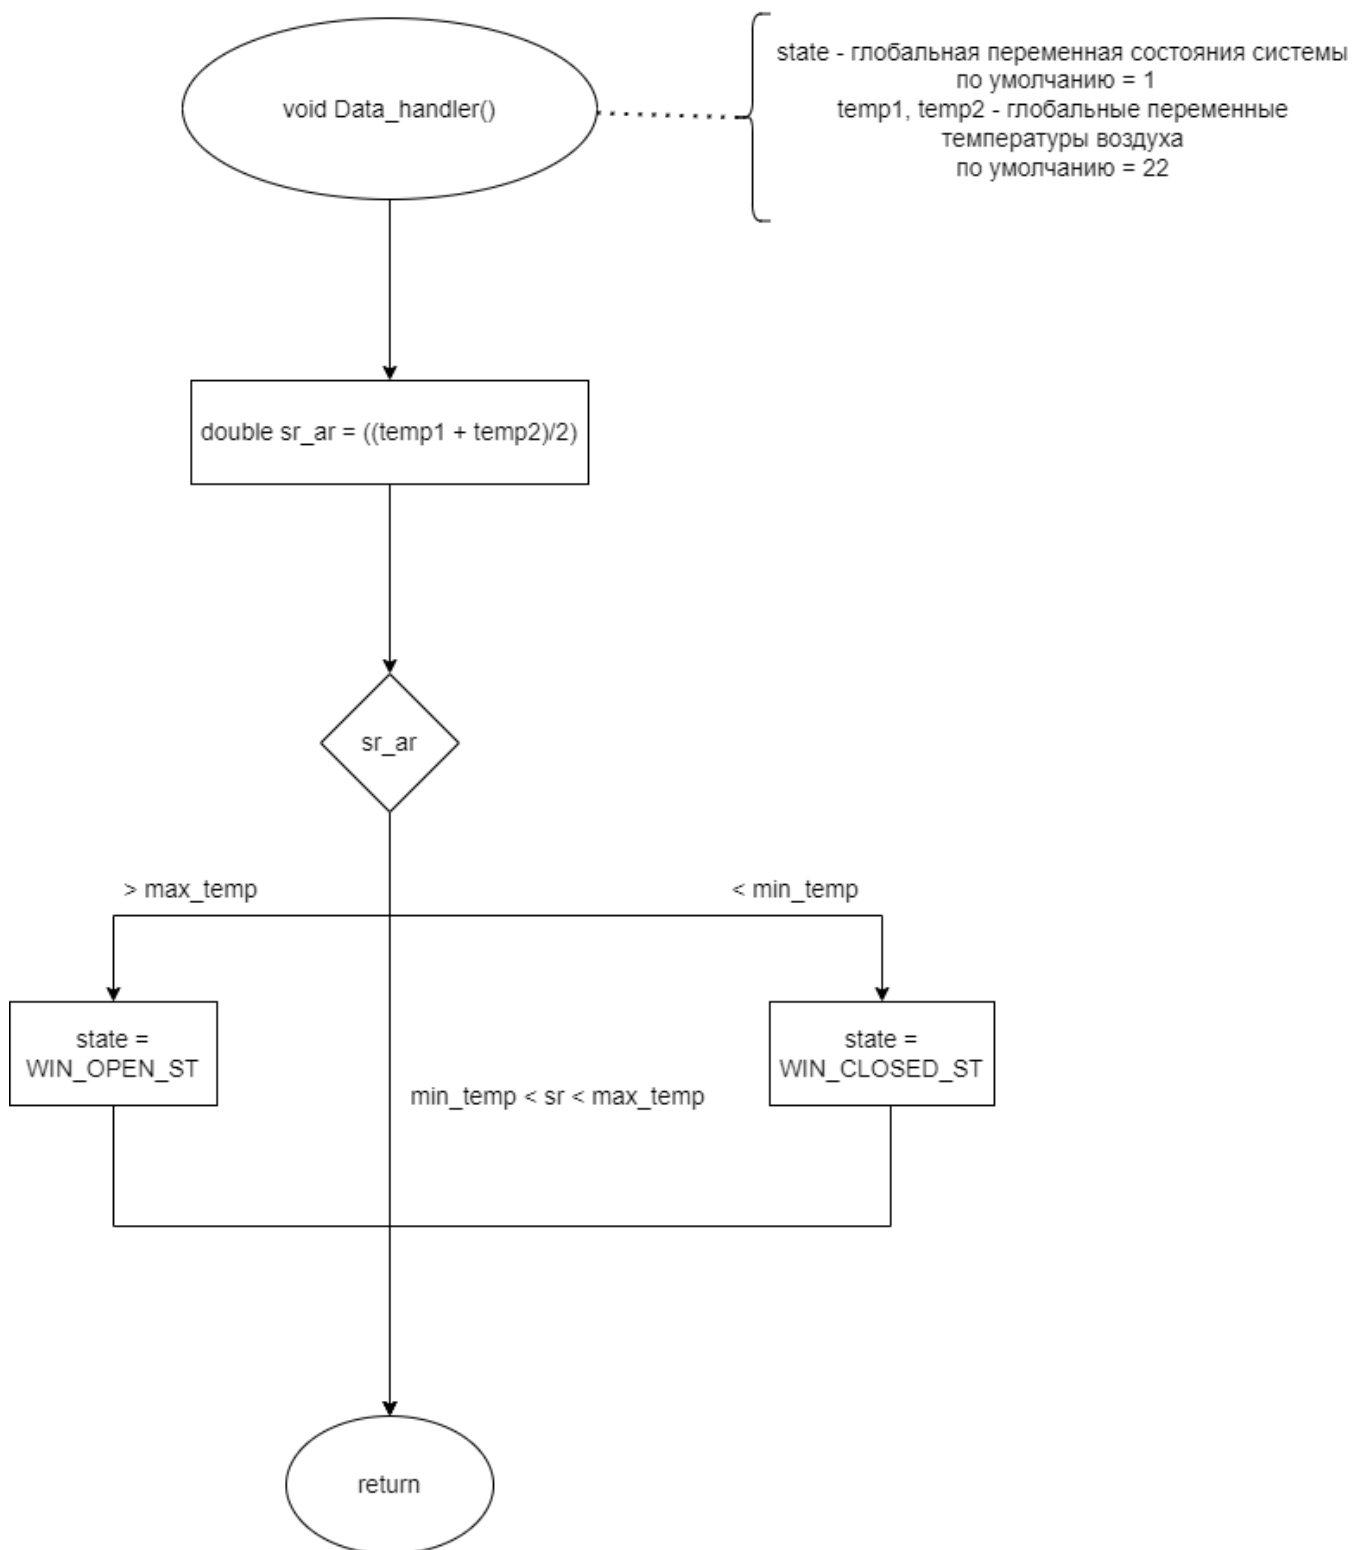 void Data_handler()
state - глобальная переменная состояния системы
по умолчанию = 1
temp1, temp2 - глобальные переменные
температуры воздуха
по умолчанию = 22
double sr_ar = ((temp1 + temp2)/2)
sr_ar
> max_temp
< min_temp
state =
WIN_OPEN_ST
state =
WIN_CLOSED_ST
min_temp < sr < max_temp
return